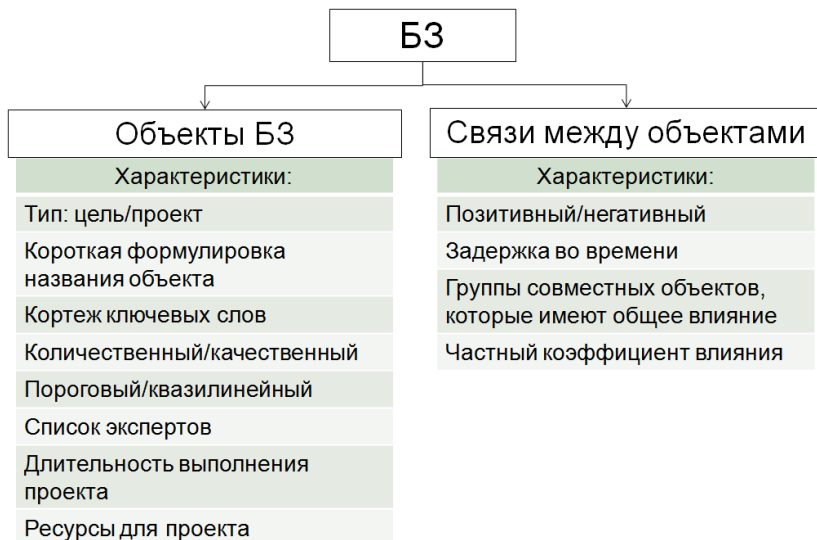 БЗ
Объекты БЗ
Характеристики:
Тип: цель/проект
Короткая формулировка
названия объекта
Кортеж ключевых слов
Количественный/качественный
Пороговый/квазилинейный
Список экспертов
Длительность выполнения
проекта
Ресурсы для проекта
Связи между объектами
Характеристики:
Позитивный/негативный
Задержка во времени
Группы совместных объектов,
которые имеют общее влияние
Частный коэффициент влияния